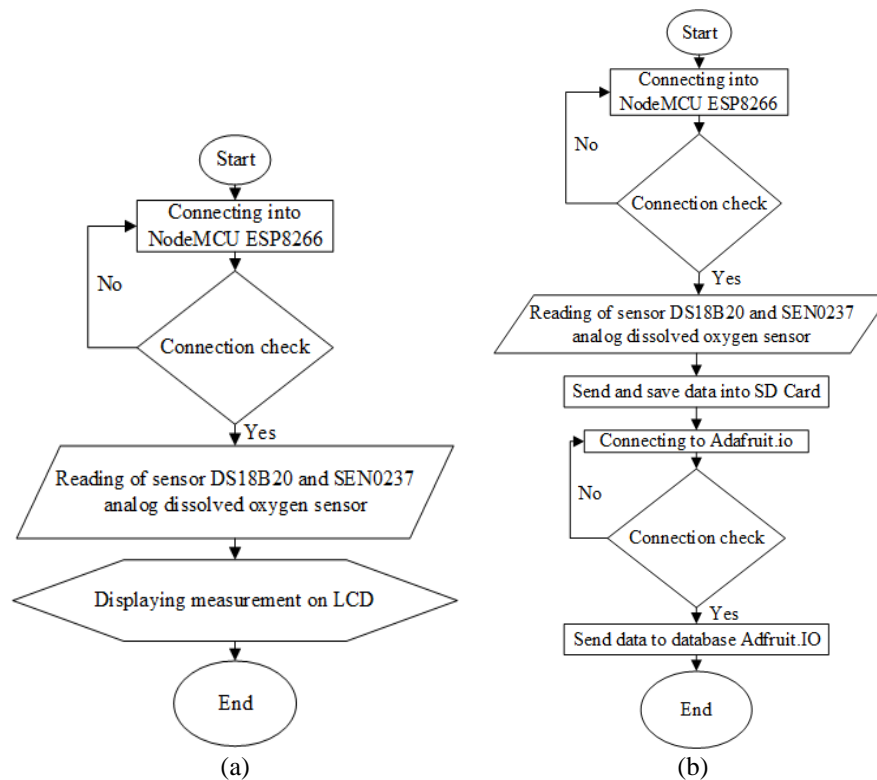 Start
Connecting into
NodeMCU ESP8266
No
Connection check
Yes
Reading of sensor DS18B20 and SEN0237
analog dissolved oxygen sensor
Displaying measurement on LCD
End
(a)
Start
Connecting into
NodeMCU ESP8266
No
Connection check
Yes
Reading of sensor DS18B20 and SEN0237
analog dissolved oxygen sensor
Send and save data into SD Card
Connecting to Adafruit.io
No
Connection check
Yes
Send data to database Adfruit.IO
End
(b)